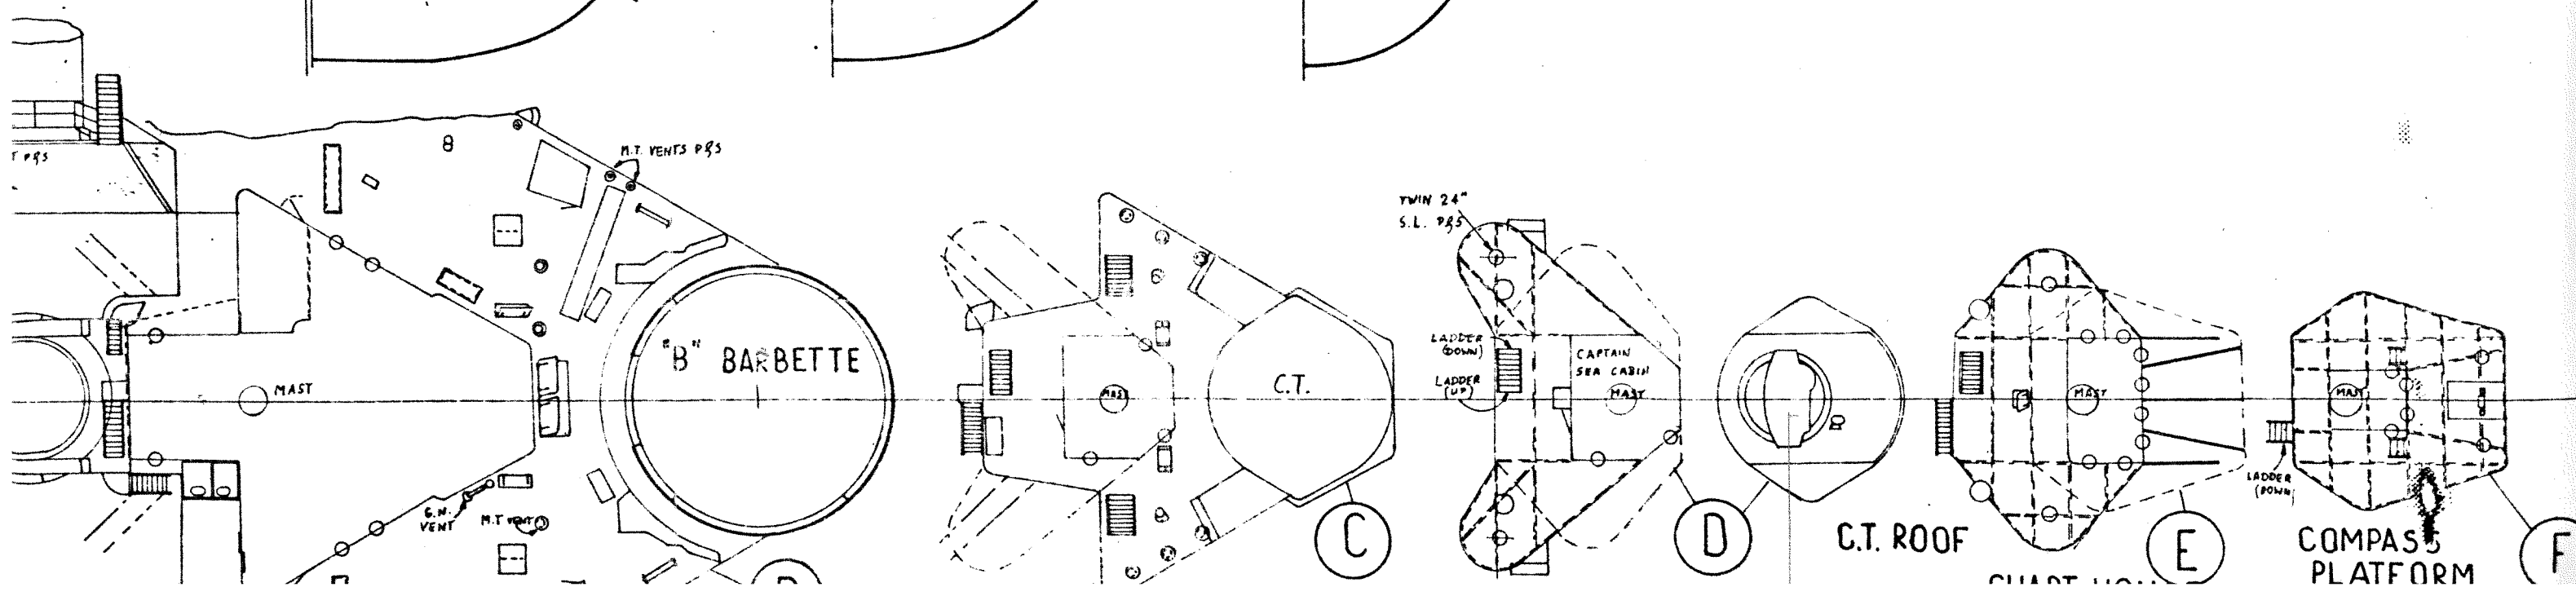 T P&S
M.T. VENTS P&S
TWIN 24"
S.L. P&S
"B" BARBETTE
MAST
C.T.
MAST
LADDER
(DOWN)
LADDER
(UP)
CAPTAIN
SEA CABIN
MAST
MAST
MAST
LADDER
(DOWN)
G.N.
VENT
M.T VENT
C
D
C.T. ROOF
E
COMPASS
PLATFORM
F